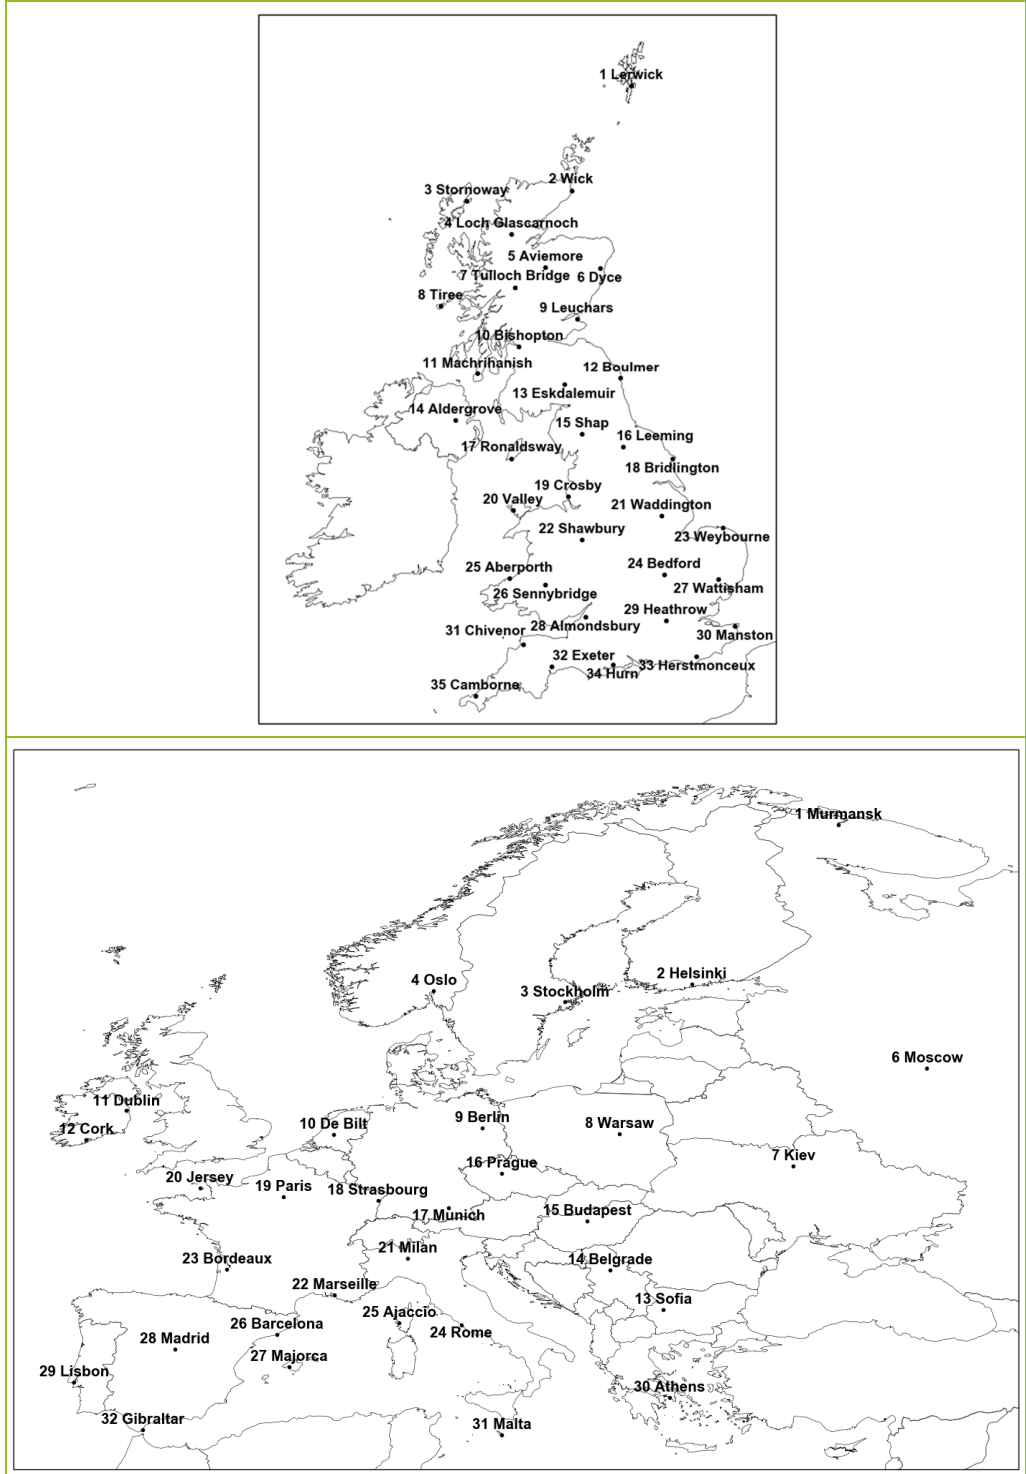 1 Lerwick
2 Wick
3 Stornoway
4 Loch Glascarnoch
5 Aviemore
7 Tulloch Bridge
6 Dyce
8 Tiree
9 Leuchars
10 Bishopton
11 Machrihanish
12 Boulmer
13 Eskdalemuir
14 Aldergrove
15 Shap
16 Leeming
17 Ronaldsway
18 Bridlington
19 Crosby
20 Valley
21 Waddington
22 Shawbury
23 Weybourne
24 Bedford
25 Aberporth
27 Wattisham
26 Sennybridge
29 Heathrow
28 Almondsbury
31 Chivenor
30 Manston
32 Exeter
33 Herstmonceux
34 Hurn
35 Camborne
1 Murmansk
2 Helsinki
4 Oslo
3 Stockholm
6 Moscow
11 Dublin
9 Berlin
10 De Bilt
8 Warsaw
12 Cork
7 Kiev
16 Prague
20 Jersey
19 Paris
18 Strasbourg
15 Budapest
17 Munich
21 Milan
23 Bordeaux
14 Belgrade
22 Marseille
13 Sofia
25 Ajaccio
26 Barcelona
24 Rome
28 Madrid
27 Majorca
29 Lisbon
30 Athens
32 Gibraltar
31 Malta